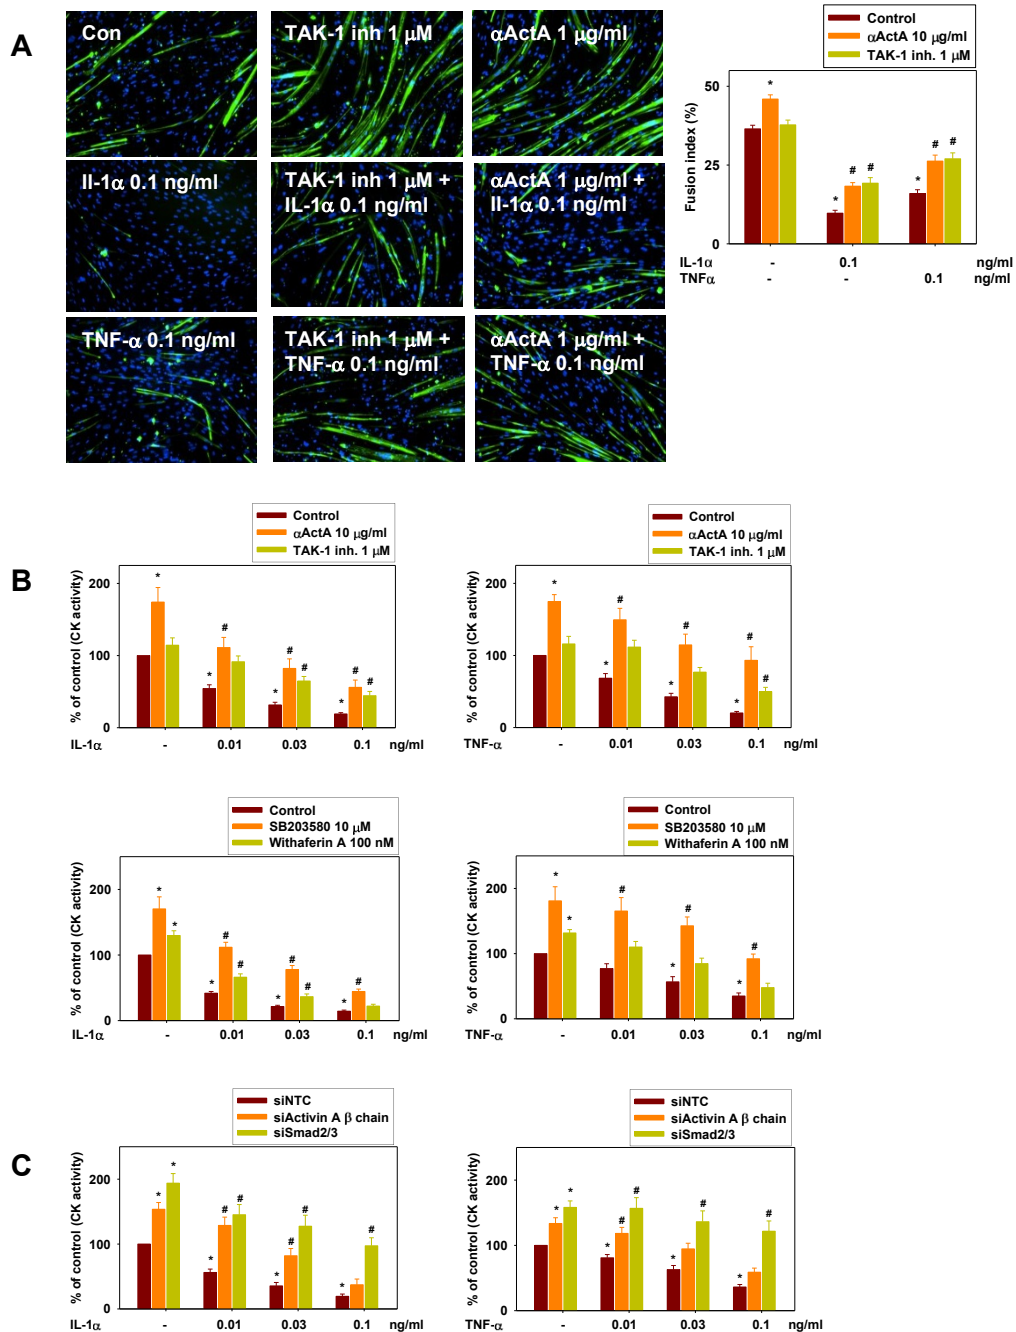 A
Con
TAK-1 inh 1 μM
αActA 1 μg/ml
Il-1α 0.1 ng/ml
TAK-1 inh 1 μM +
IL-1α 0.1 ng/ml
αActA 1 μg/ml +
Il-1α 0.1 ng/ml
TNF-α 0.1 ng/ml
TAK-1 inh 1 μM +
TNF-α 0.1 ng/ml
αActA 1 μg/ml +
TNF-α 0.1 ng/ml
Control
αActA 10 μg/ml
TAK-1 inh. 1 μM
Fusion index (%)
50
25
0
* * # # * # #
IL-1α - 0.1 ng/ml
TNFα - - 0.1 ng/ml
B
Control
αActA 10 μg/ml
TAK-1 inh. 1 μM
% of control (CK activity)
200
100
0
* * # * # # * # #
IL-1α - 0.01 0.03 0.1 ng/ml
Control
αActA 10 μg/ml
TAK-1 inh. 1 μM
% of control (CK activity)
200
100
0
* * # * # * # #
TNF-α - 0.01 0.03 0.1 ng/ml
Control
SB203580 10 μM
Withaferin A 100 nM
% of control (CK activity)
200
100
0
* * * # # * # # * #
IL-1α - 0.01 0.03 0.1 ng/ml
Control
SB203580 10 μM
Withaferin A 100 nM
% of control (CK activity)
200
100
0
* * # * # * #
TNF-α - 0.01 0.03 0.1 ng/ml
C
siNTC
siActivin A β chain
siSmad2/3
% of control (CK activity)
200
100
0
* * * # # * # # * #
IL-1α - 0.01 0.03 0.1 ng/ml
siNTC
siActivin A β chain
siSmad2/3
% of control (CK activity)
200
100
0
* * * # # * # * #
TNF-α - 0.01 0.03 0.1 ng/ml